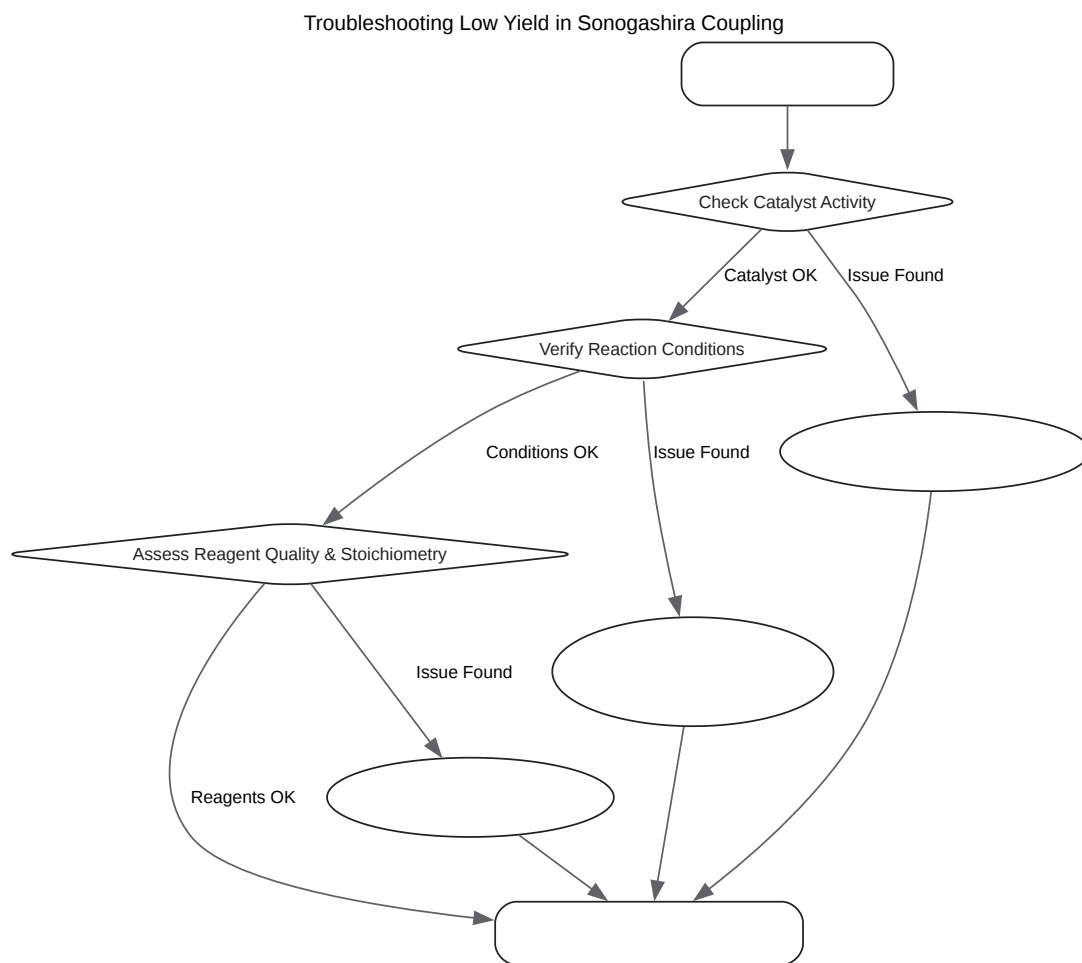 Troubleshooting Low Yield in Sonogashira Coupling
Check Catalyst Activity
Catalyst OK
Issue Found
Verify Reaction Conditions
Conditions OK
Issue Found
Assess Reagent Quality & Stoichiometry
Issue Found
Reagents OK